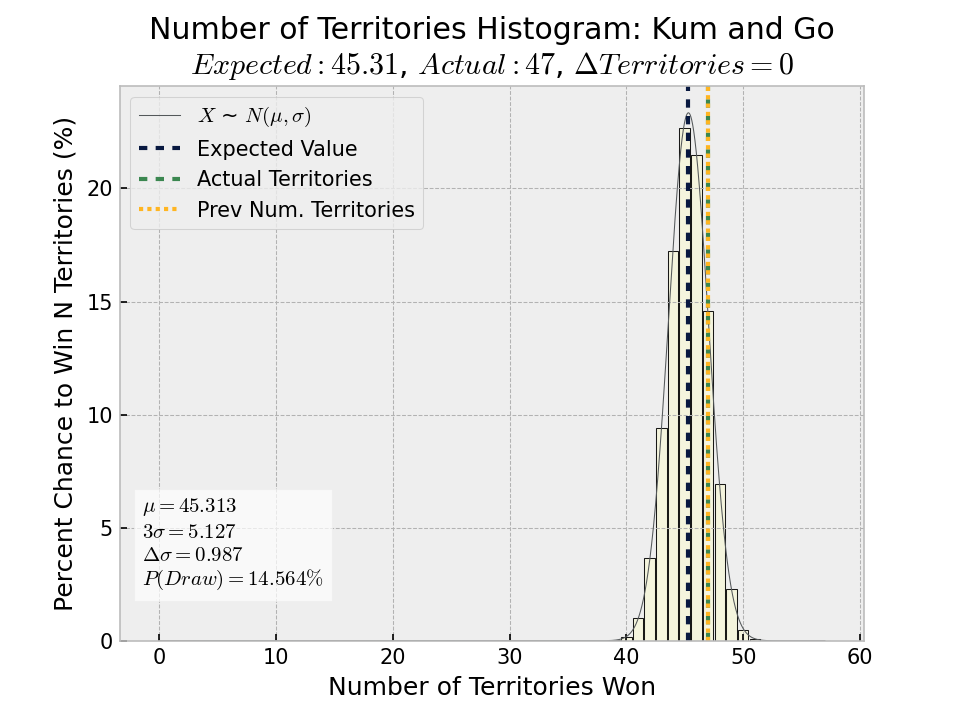 Number of Territories Histogram: Kum and Go
Expected : 45.31, Actual : 47, ΔTerritories = 0
Percent Chance to Win N Territories (%)
X ~ N(μ, σ)
Expected Value
Actual Territories
Prev Num. Territories
20
15
10
5
0
μ = 45.313
3σ = 5.127
Δσ = 0.987
P(Draw) = 14.564%
0 10 20 30 40 50 60
Number of Territories Won